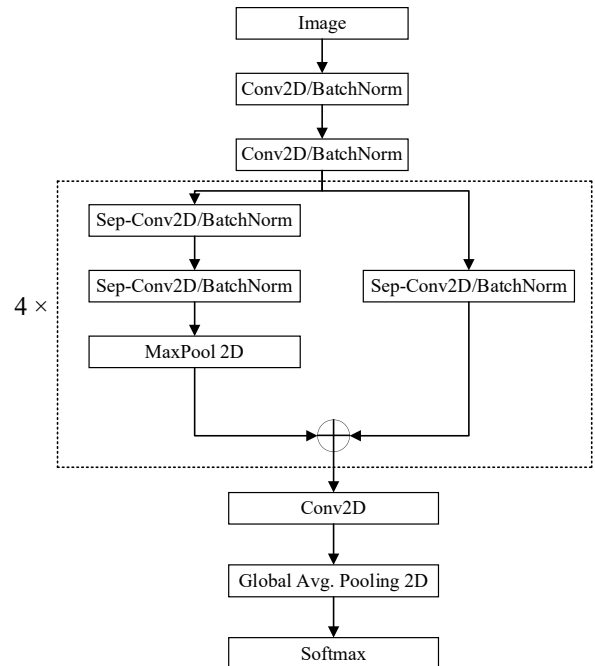 Image
Conv2D/BatchNorm
Conv2D/BatchNorm
Sep-Conv2D/BatchNorm
Sep-Conv2D/BatchNorm
Sep-Conv2D/BatchNorm
4 ×
MaxPool 2D
Conv2D
Global Avg. Pooling 2D
Softmax